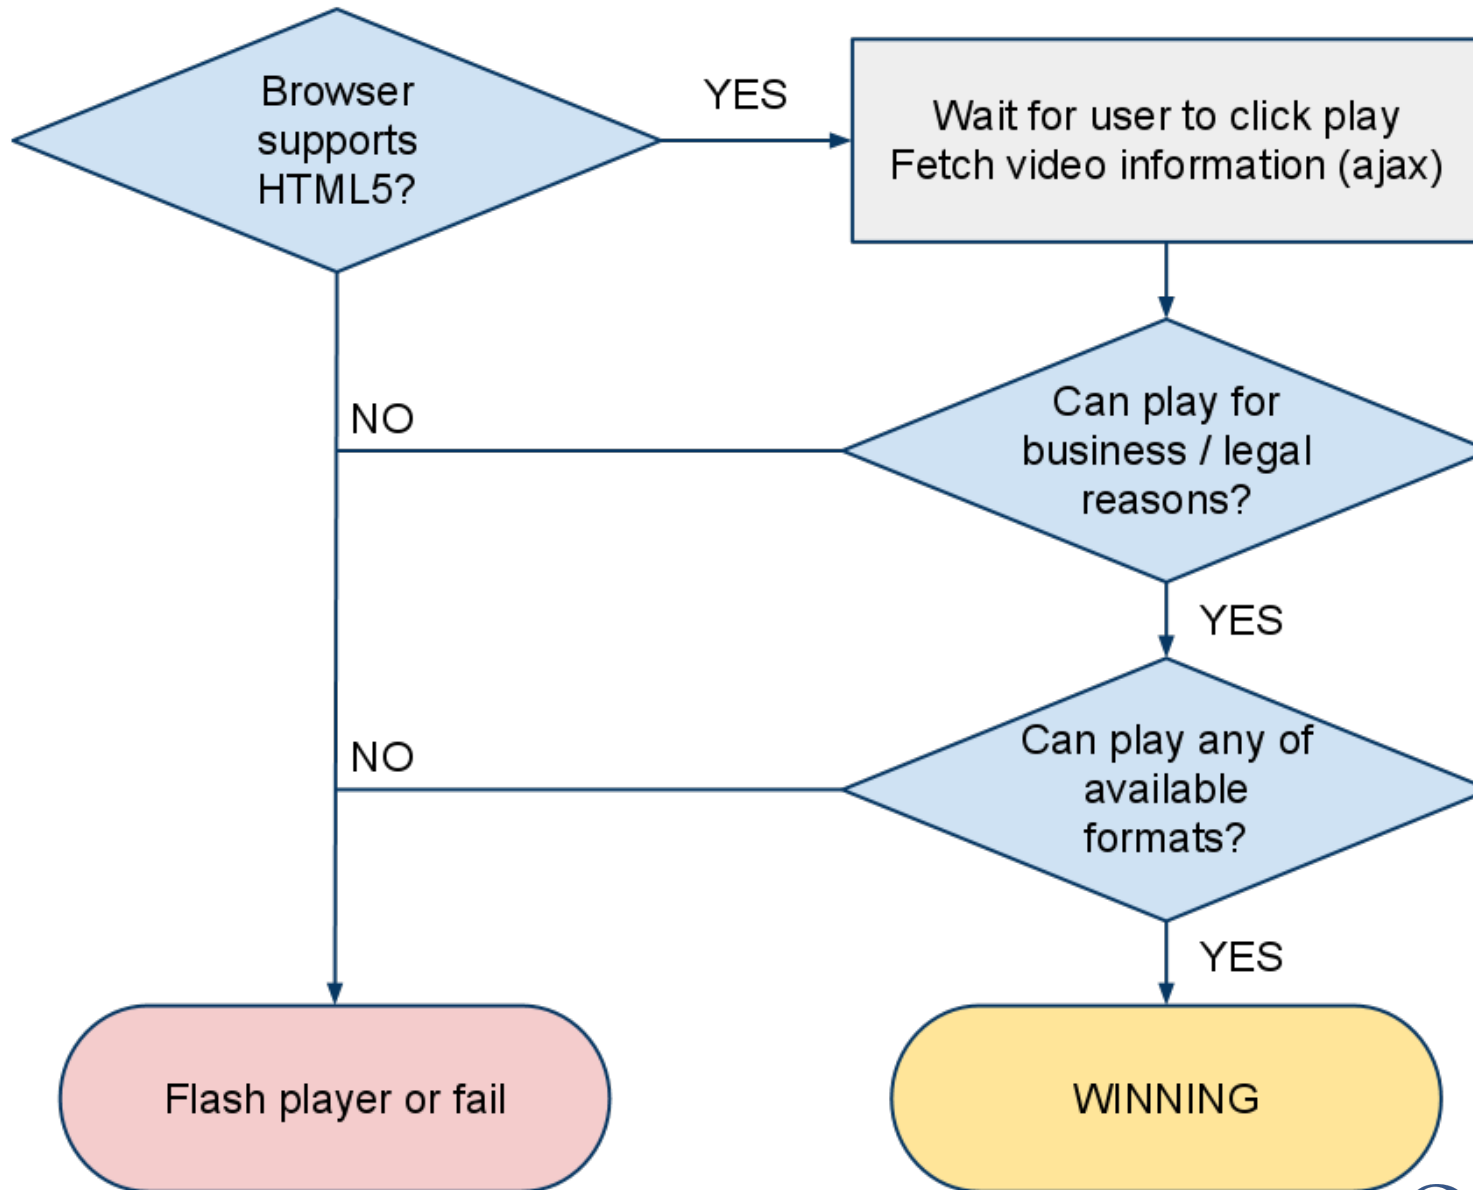 Browser
supports
HTML5?
YES
Wait for user to click play
Fetch video information (ajax)
NO
Can play for
business / legal
reasons?
YES
NO
Can play any of
available
formats?
YES
Flash player or fail
WINNING